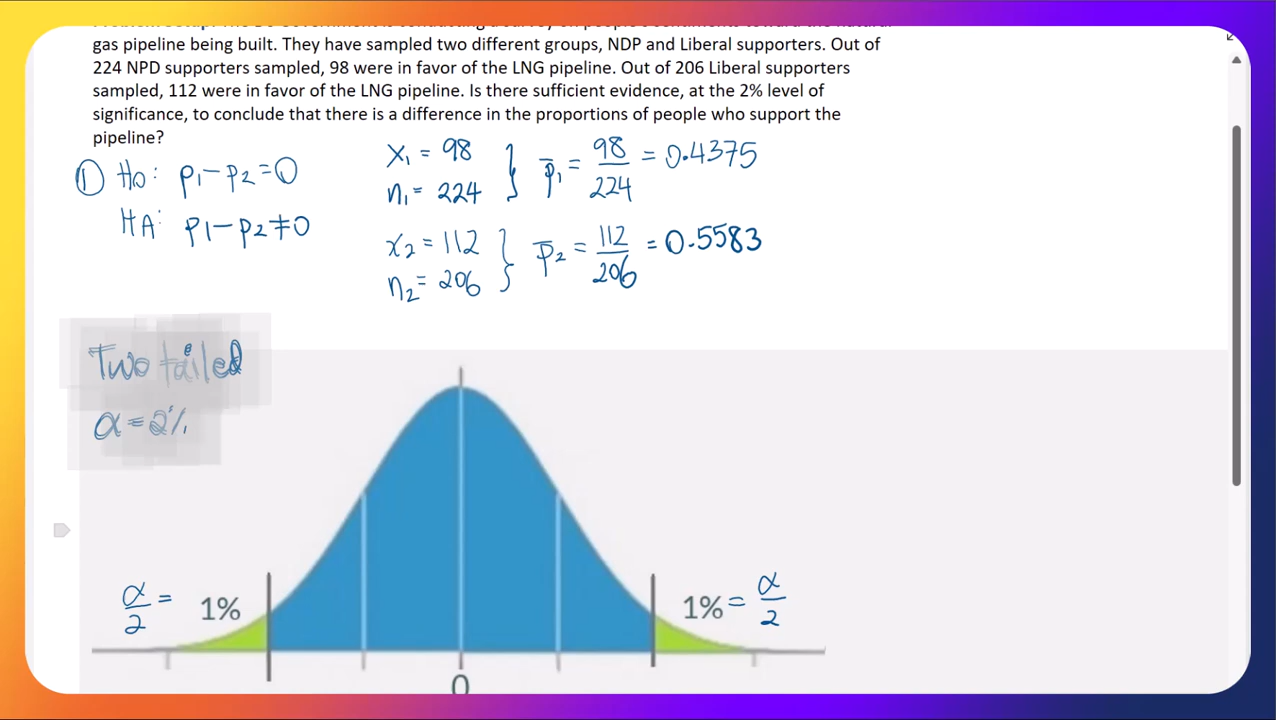 gas pipeline being built. They have sampled two different groups, NDP and Liberal supporters. Out of
224 NPD supporters sampled, 98 were in favor of the LNG pipeline. Out of 206 Liberal supporters
sampled, 112 were in favor of the LNG pipeline. Is there sufficient evidence, at the 2% level of
significance, to conclude that there is a difference in the proportions of people who support the
pipeline?
① H0: p1-p2=0
HA: p1-p2≠0
x1 = 98
n1 = 224
p̅1 = 98/224 = 0.4375
x2 = 112
n2 = 206
p̅2 = 112/206 = 0.5583
Two tailed
α = 2%
α/2 = 1%
1% = α/2
0